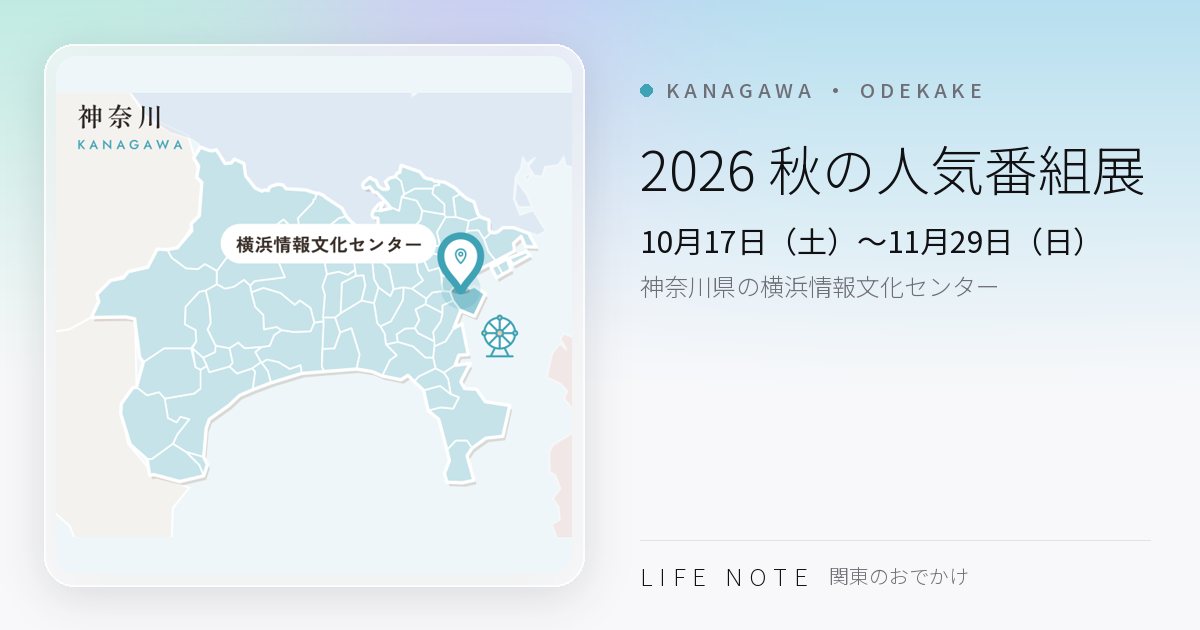 神奈川
KANAGAWA
横浜情報文化センター
KANAGAWA • ODEKAKE
2026 秋の人気番組展
10月17日（土）〜11月29日（日）
神奈川県の横浜情報文化センター
LIFE NOTE 関東のおでかけ